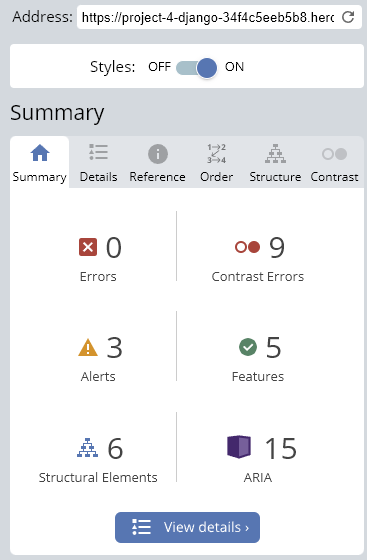 Address: https://project-4-django-34f4c5eeb5b8.herc
Styles: OFF ON
Summary
Summary Details Reference Order Structure Contrast
0 9
Errors Contrast Errors
3 5
Alerts Features
6 15
Structural Elements ARIA
View details ›